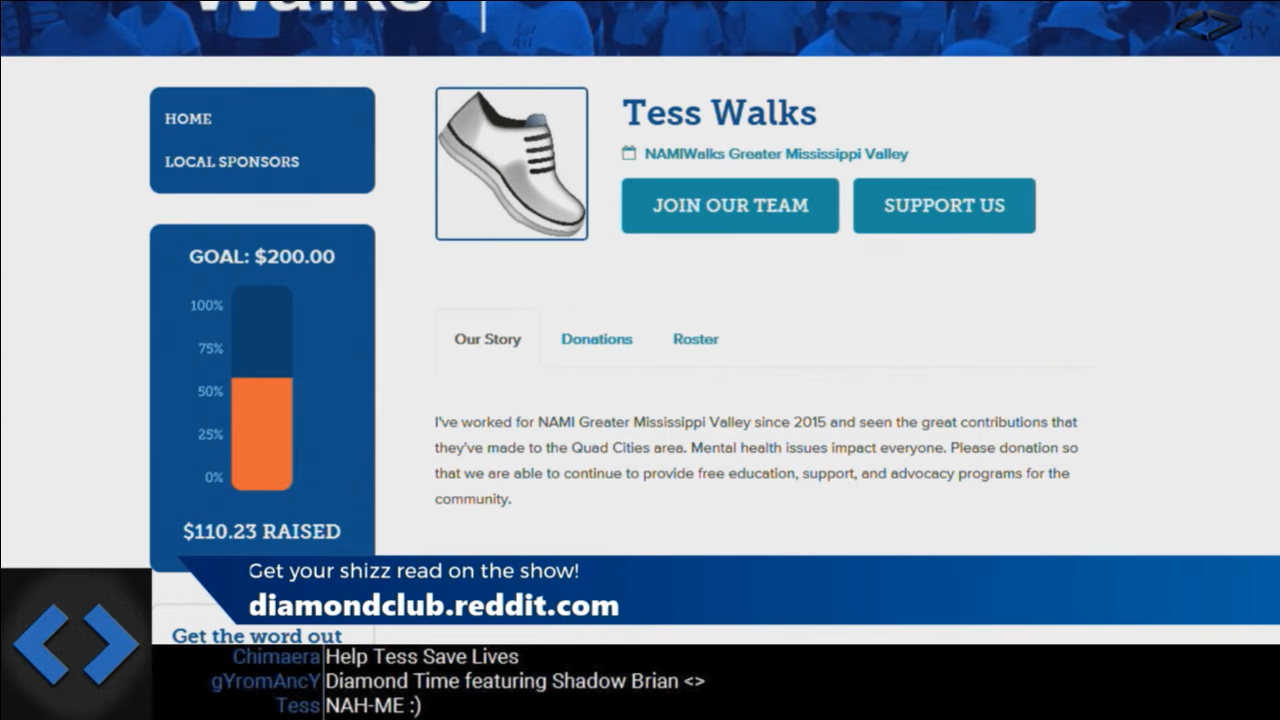 Walks
.tv
HOME
LOCAL SPONSORS
Tess Walks
NAMIWalks Greater Mississippi Valley
JOIN OUR TEAM
SUPPORT US
GOAL: $200.00
100%
75%
50%
25%
0%
$110.23 RAISED
Our Story
Donations
Roster
I've worked for NAMI Greater Mississippi Valley since 2015 and seen the great contributions that
they've made to the Quad Cities area. Mental health issues impact everyone. Please donation so
that we are able to continue to provide free education, support, and advocacy programs for the
community.
Get your shizz read on the show!
diamondclub.reddit.com
Get the word out
Chimaera Help Tess Save Lives
gYromAncY Diamond Time featuring Shadow Brian <>
Tess NAH-ME :)